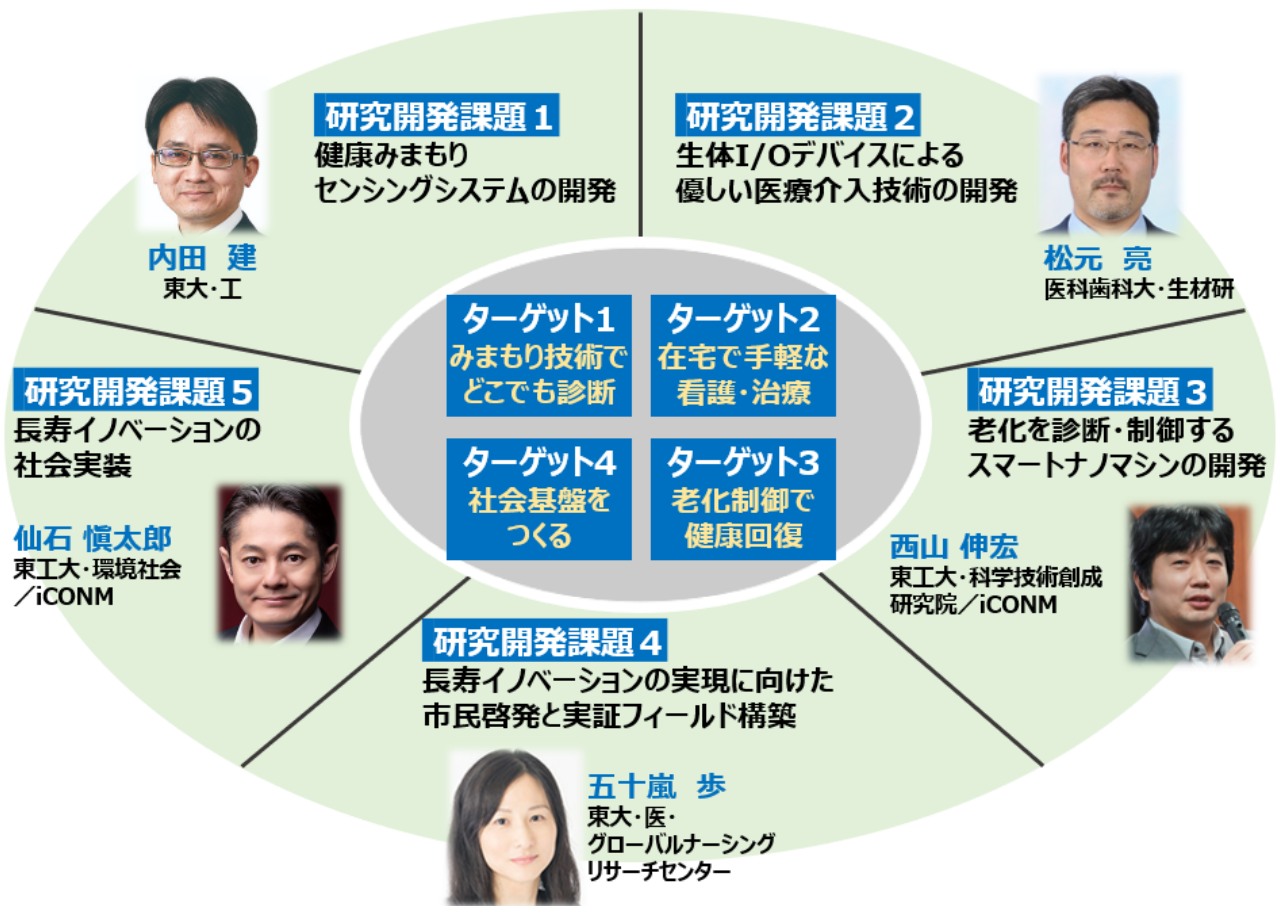 研究開発課題1
健康みまもり
センシングシステムの開発
内田 建
東大・工
研究開発課題2
生体I/Oデバイスによる
優しい医療介入技術の開発
松元 亮
医科歯科大・生材研
ターゲット1
みまもり技術で
どこでも診断
ターゲット2
在宅で手軽な
看護・治療
ターゲット4
社会基盤を
つくる
ターゲット3
老化制御で
健康回復
研究開発課題3
老化を診断・制御する
スマートナノマシンの開発
西山 伸宏
東工大・科学技術創成
研究院／iCONM
研究開発課題5
長寿イノベーションの
社会実装
仙石 愼太郎
東工大・環境社会
／iCONM
研究開発課題4
長寿イノベーションの実現に向けた
市民啓発と実証フィールド構築
五十嵐 歩
東大・医・
グローバルナーシング
リサーチセンター